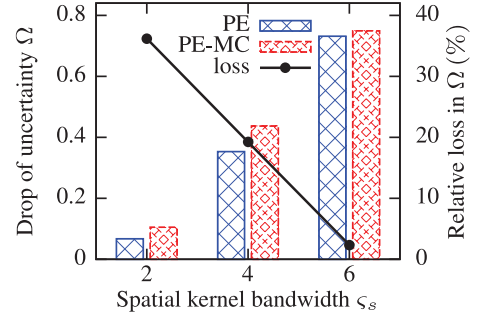 PE
PE-MC
loss
Drop of uncertainty Ω
0.8
0.6
0.4
0.2
0
Relative loss in Ω (%)
40
30
20
10
0
2
4
6
Spatial kernel bandwidth ςₛ